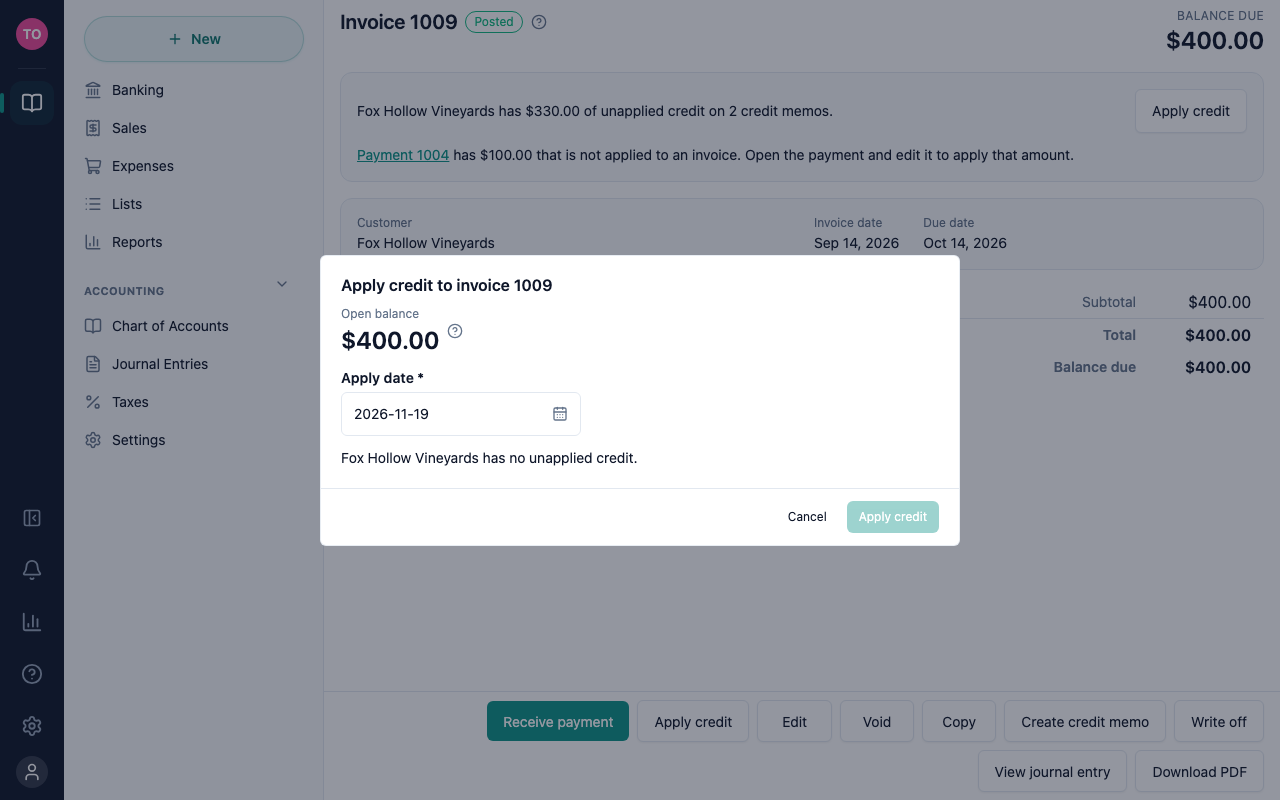 TO
New
Banking
Sales
Expenses
Lists
Reports
ACCOUNTING
Chart of Accounts
Journal Entries
Taxes
Settings
Invoice 1009
Posted
BALANCE DUE
$400.00
Fox Hollow Vineyards has $330.00 of unapplied credit on 2 credit memos.
Apply credit
Payment 1004 has $100.00 that is not applied to an invoice. Open the payment and edit it to apply that amount.
Customer
Invoice date
Due date
Fox Hollow Vineyards
Sep 14, 2026
Oct 14, 2026
Subtotal
$400.00
Total
$400.00
Balance due
$400.00
Apply credit to invoice 1009
Open balance
$400.00
Apply date *
2026-11-19
Fox Hollow Vineyards has no unapplied credit.
Cancel
Apply credit
Receive payment
Apply credit
Edit
Void
Copy
Create credit memo
Write off
View journal entry
Download PDF